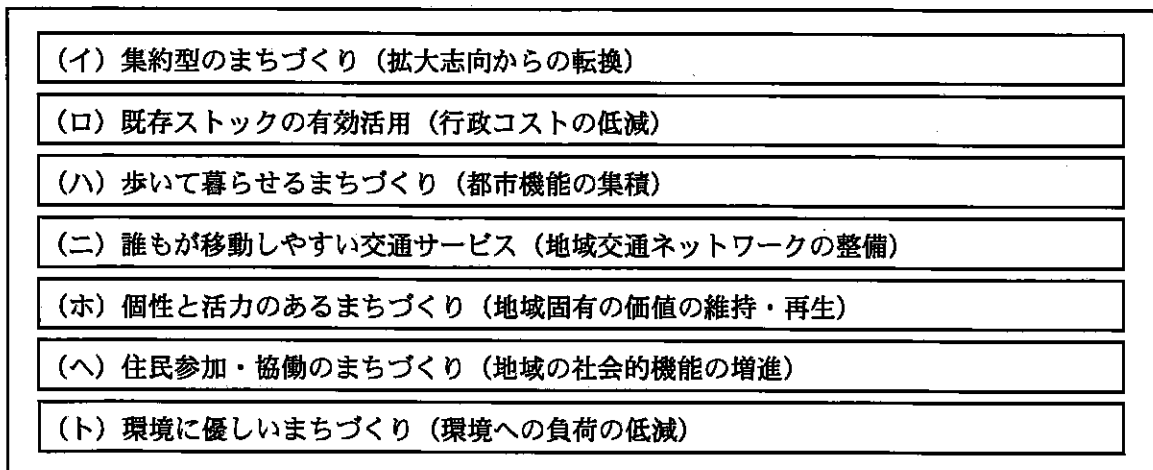 （イ）集約型のまちづくり（拡大志向からの転換）
（ロ）既存ストックの有効活用（行政コストの低減）
（ハ）歩いて暮らせるまちづくり（都市機能の集積）
（ニ）誰もが移動しやすい交通サービス（地域交通ネットワークの整備）
（ホ）個性と活力のあるまちづくり（地域固有の価値の維持・再生）
（ヘ）住民参加・協働のまちづくり（地域の社会的機能の増進）
（ト）環境に優しいまちづくり（環境への負荷の低減）